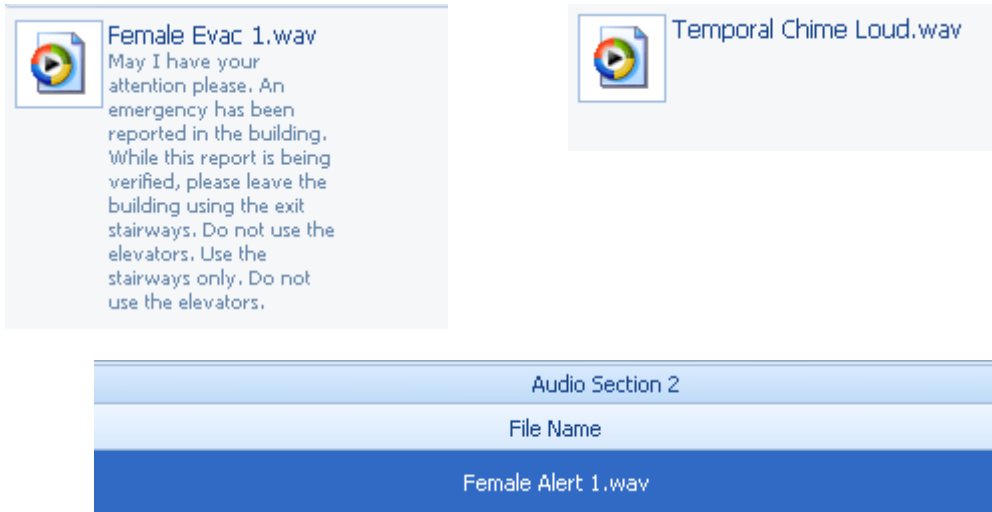 Female Evac 1.wav
May I have your
attention please. An
emergency has been
reported in the building.
While this report is being
verified, please leave the
building using the exit
stairways. Do not use the
elevators. Use the
stairways only. Do not
use the elevators.
Temporal Chime Loud.wav
Audio Section 2
File Name
Female Alert 1.wav